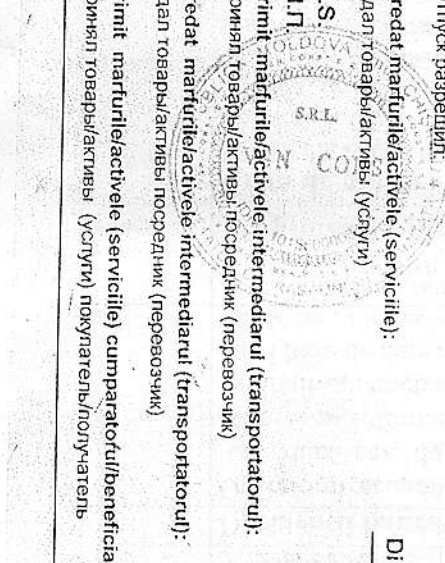 пуск разрешил
redat marfurile/activele (serviciile):
дал товары/активы (услуги)
Di
.S
.П
rimit marfurile/activele intermediarul (transportatorul):
ринял товары/активы посредник (перевозчик)
redat marfurile/activele intermediarul (transportatorul):
дал товары/активы посредник (перевозчик)
rimit marfurile/activele (serviciile) cumparatorul/beneficia
ринял товары/активы (услуги) покупатель/получатель
MOLDOVA
S.R.L.